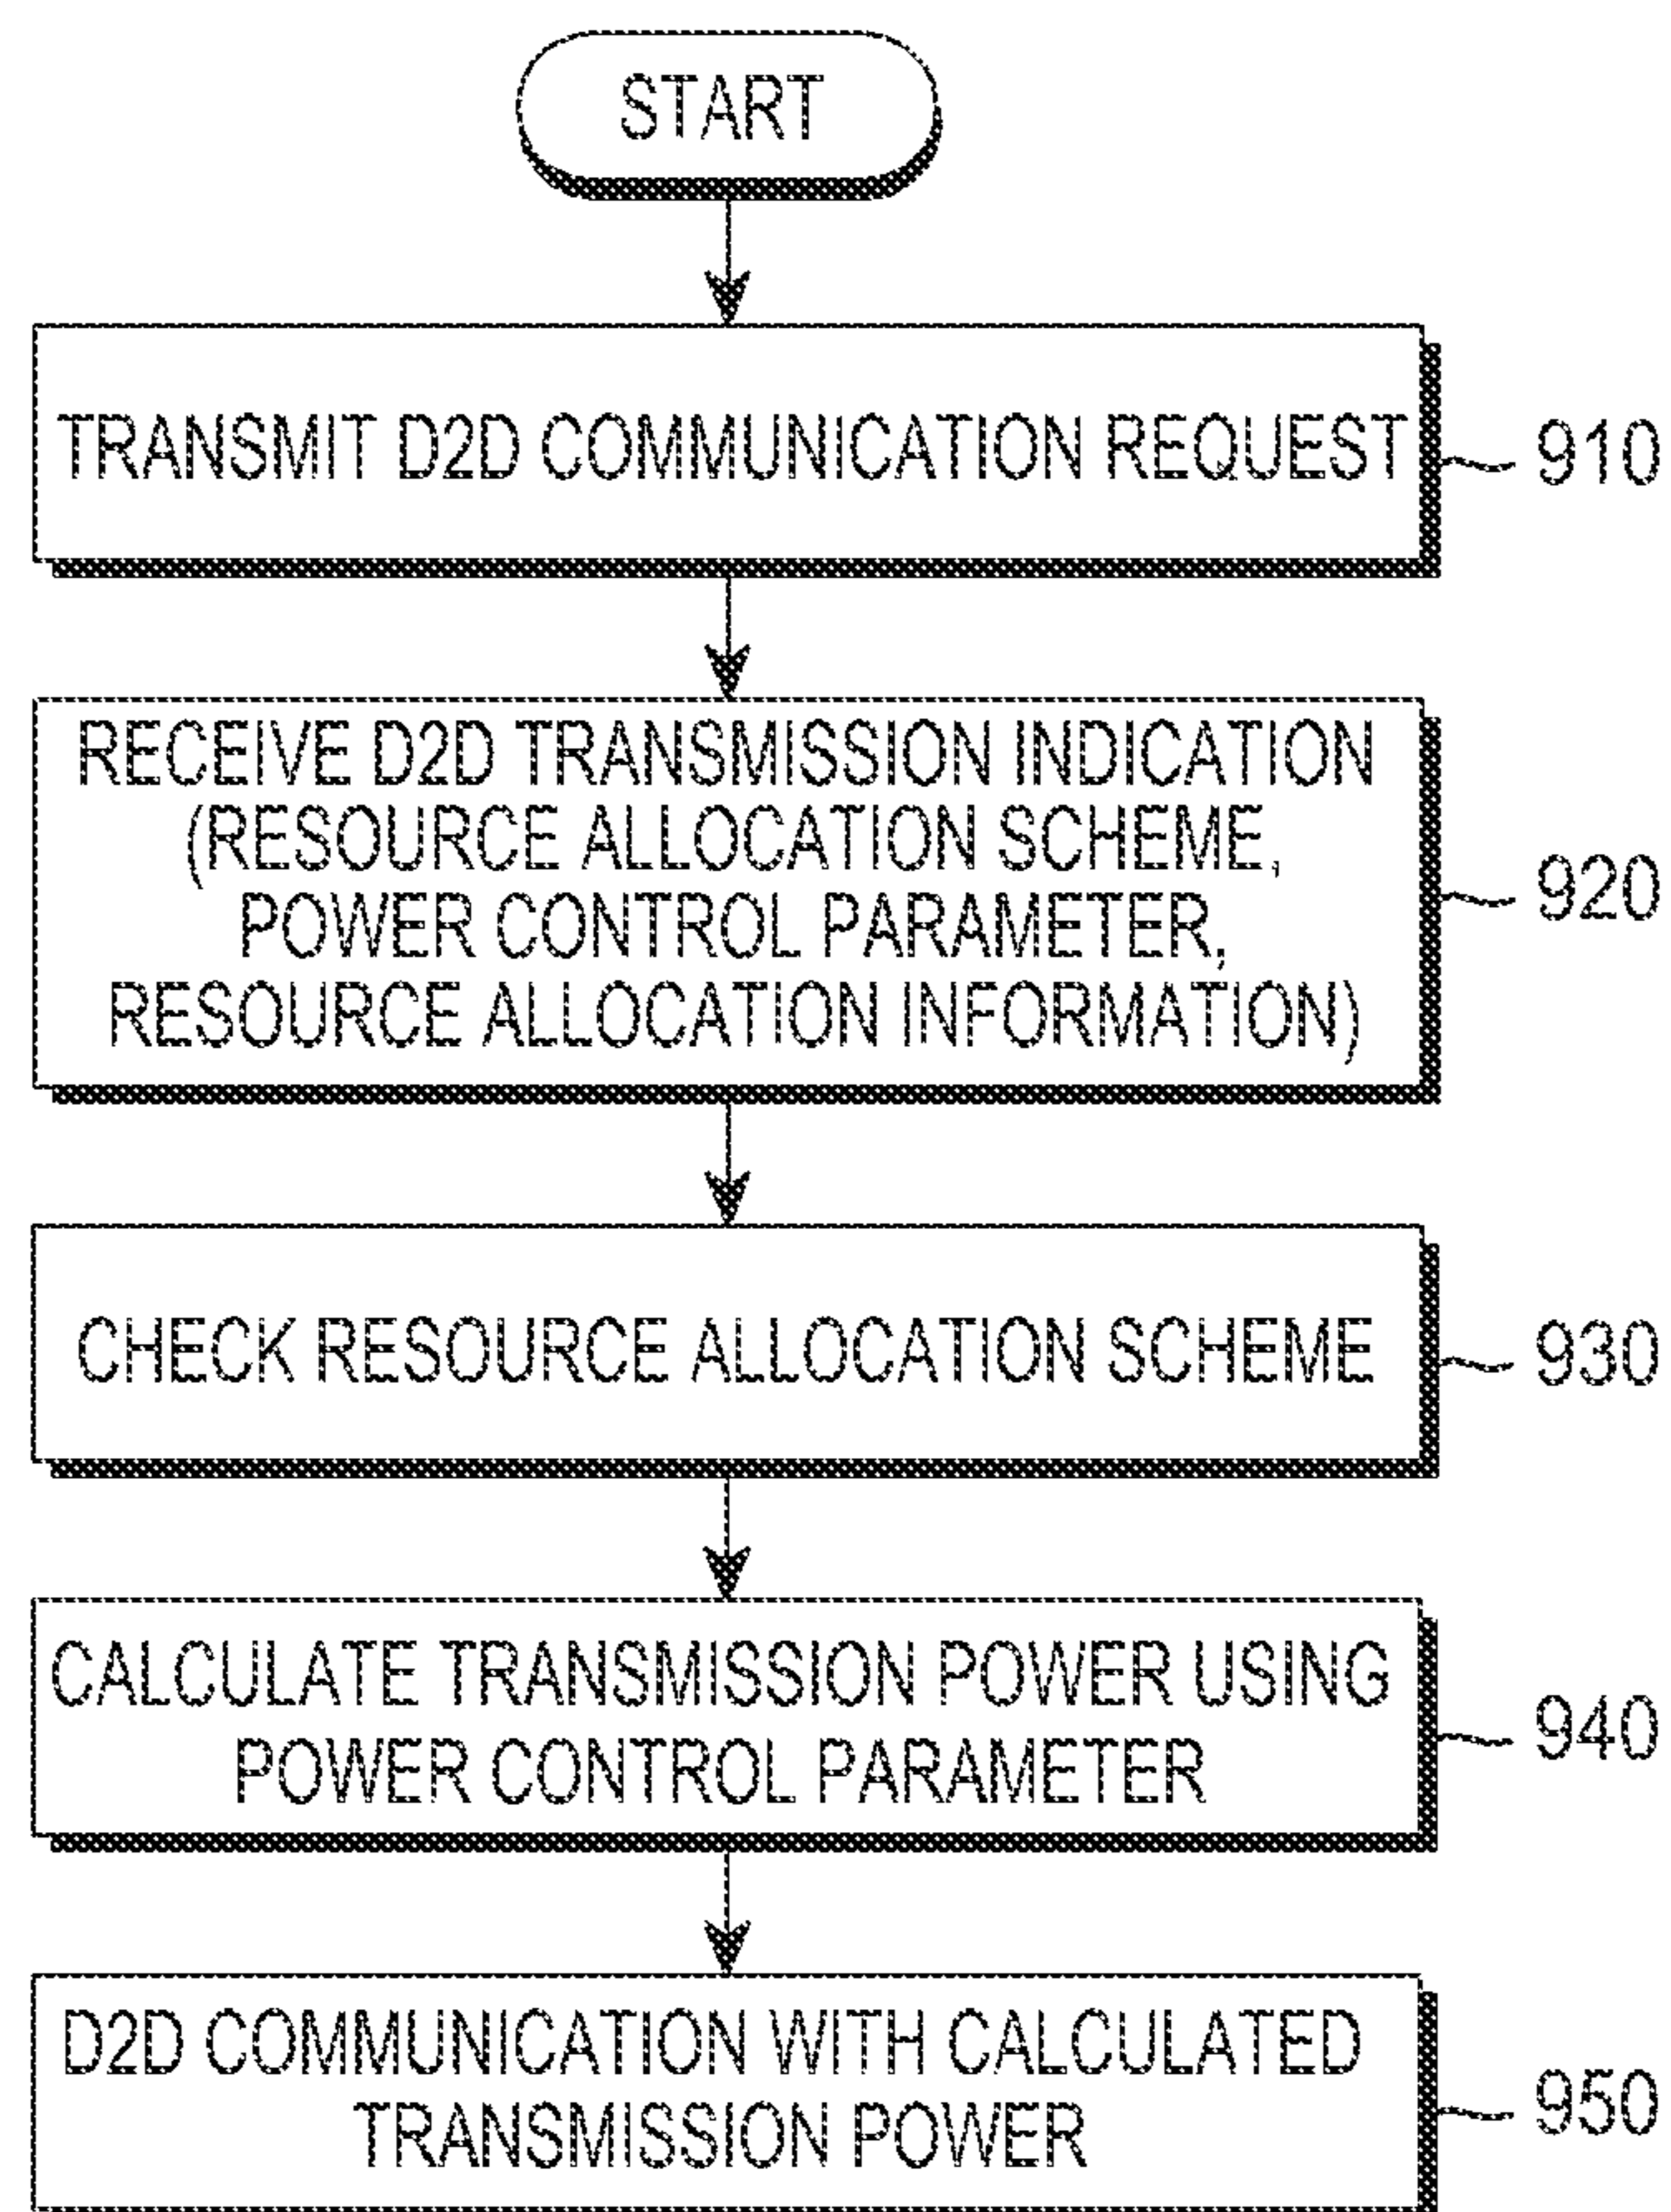 START
TRANSMIT D2D COMMUNICATION REQUEST
910
RECEIVE D2D TRANSMISSION INDICATION
(RESOURCE ALLOCATION SCHEME,
POWER CONTROL PARAMETER,
RESOURCE ALLOCATION INFORMATION)
920
CHECK RESOURCE ALLOCATION SCHEME
930
CALCULATE TRANSMISSION POWER USING
POWER CONTROL PARAMETER
940
D2D COMMUNICATION WITH CALCULATED
TRANSMISSION POWER
950